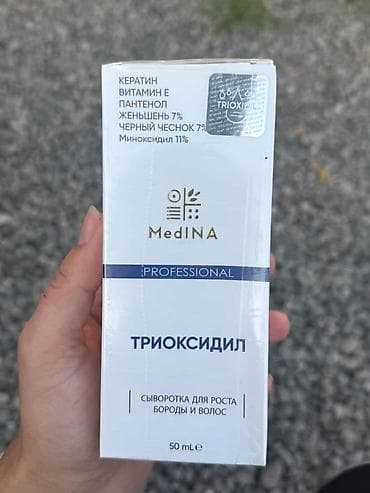 КЕРАТИН
ВИТАМИН Е
ПАНТЕНОЛ
ЖЕНЬШЕНЬ 7%
ЧЕРНЫЙ ЧЕСНОК 7%
Миноксидил 11%
MedINA
PROFESSIONAL
ТРИОКСИДИЛ
СЫВОРОТКА ДЛЯ РОСТА
БОРОДЫ И ВОЛОС
50 mL℮